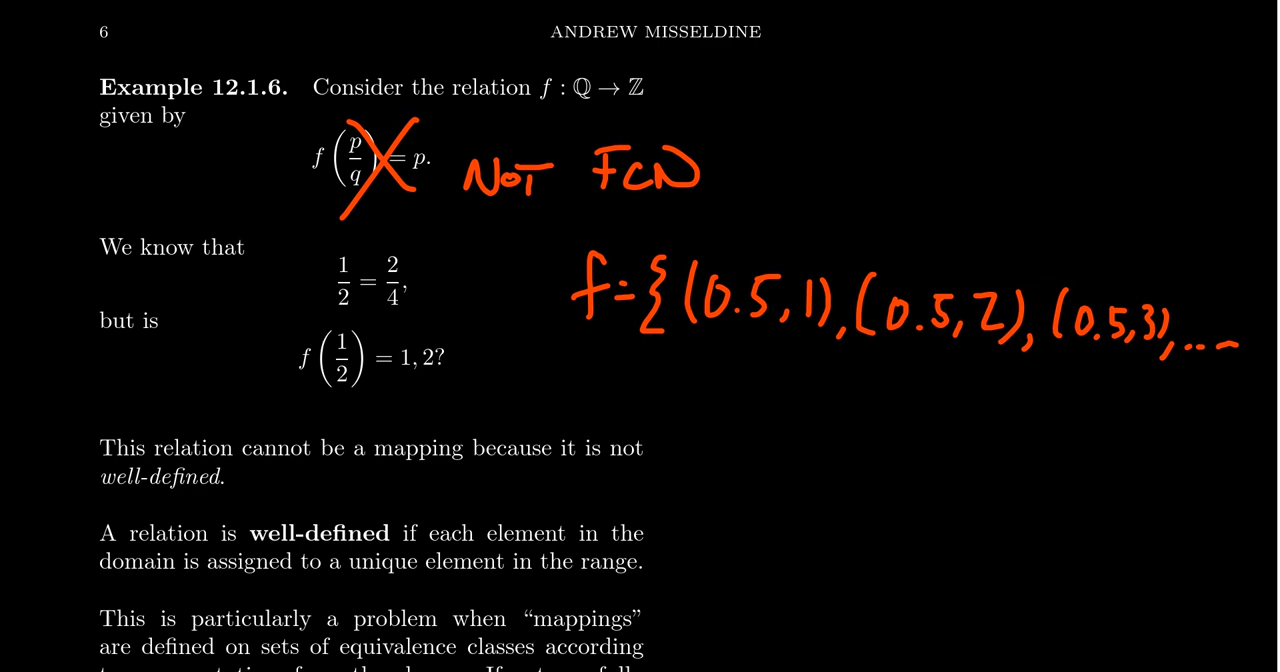 6 ANDREW MISSELDINE
Example 12.1.6. Consider the relation f : ℚ → ℤ
given by
f(p/q) = p.
NOT FCN
We know that
1/2 = 2/4,
f = {(0.5, 1), (0.5, 2), (0.5, 3), ...
but is
f(1/2) = 1, 2?
This relation cannot be a mapping because it is not
well-defined.
A relation is well-defined if each element in the
domain is assigned to a unique element in the range.
This is particularly a problem when “mappings”
are defined on sets of equivalence classes according